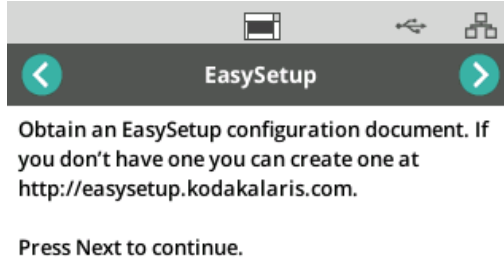 EasySetup
Obtain an EasySetup configuration document. If
you don't have one you can create one at
http://easysetup.kodakalaris.com.
Press Next to continue.